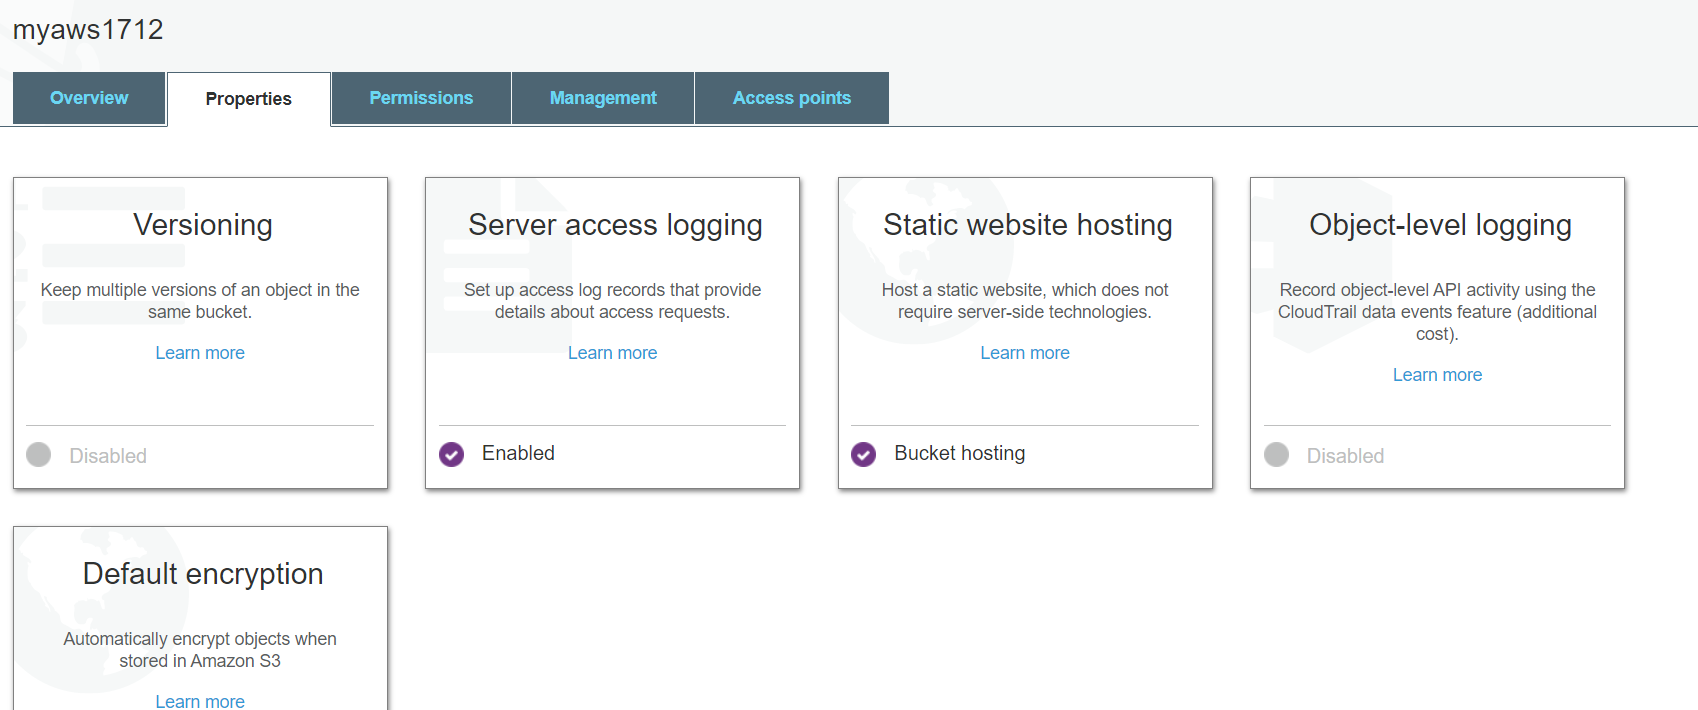 myaws1712
Overview
Properties
Permissions
Management
Access points
Versioning
Keep multiple versions of an object in the
same bucket.
Learn more
Disabled
Server access logging
Set up access log records that provide
details about access requests.
Learn more
Enabled
Static website hosting
Host a static website, which does not
require server-side technologies.
Learn more
Bucket hosting
Object-level logging
Record object-level API activity using the
CloudTrail data events feature (additional
cost).
Learn more
Disabled
Default encryption
Automatically encrypt objects when
stored in Amazon S3
Learn more